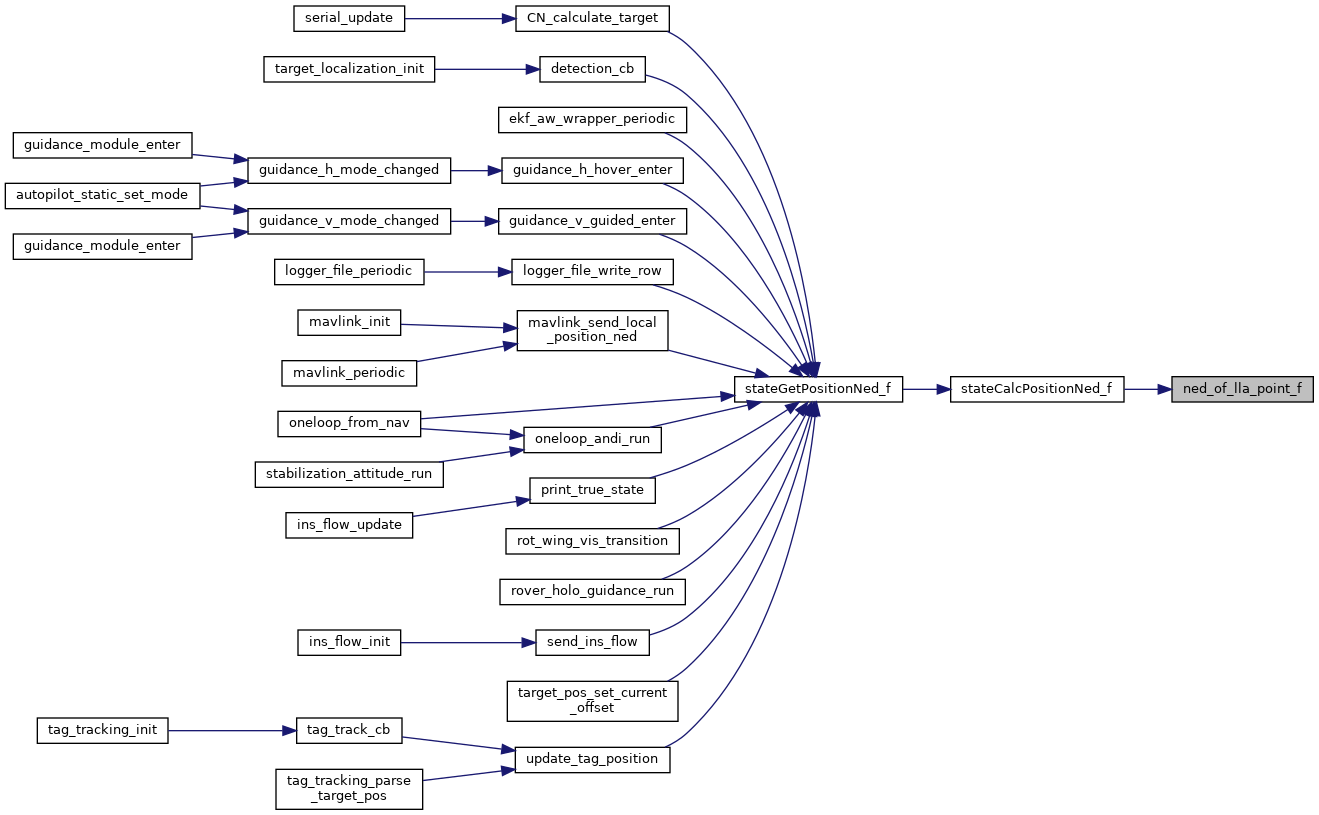 serial_update
CN_calculate_target
target_localization_init
detection_cb
ekf_aw_wrapper_periodic
guidance_module_enter
guidance_h_mode_changed
guidance_h_hover_enter
autopilot_static_set_mode
guidance_v_mode_changed
guidance_v_guided_enter
guidance_module_enter
logger_file_periodic
logger_file_write_row
mavlink_init
mavlink_send_local
_position_ned
mavlink_periodic
stateGetPositionNed_f
stateCalcPositionNed_f
ned_of_lla_point_f
oneloop_from_nav
oneloop_andi_run
stabilization_attitude_run
print_true_state
ins_flow_update
rot_wing_vis_transition
rover_holo_guidance_run
ins_flow_init
send_ins_flow
target_pos_set_current
_offset
tag_tracking_init
tag_track_cb
update_tag_position
tag_tracking_parse
_target_pos